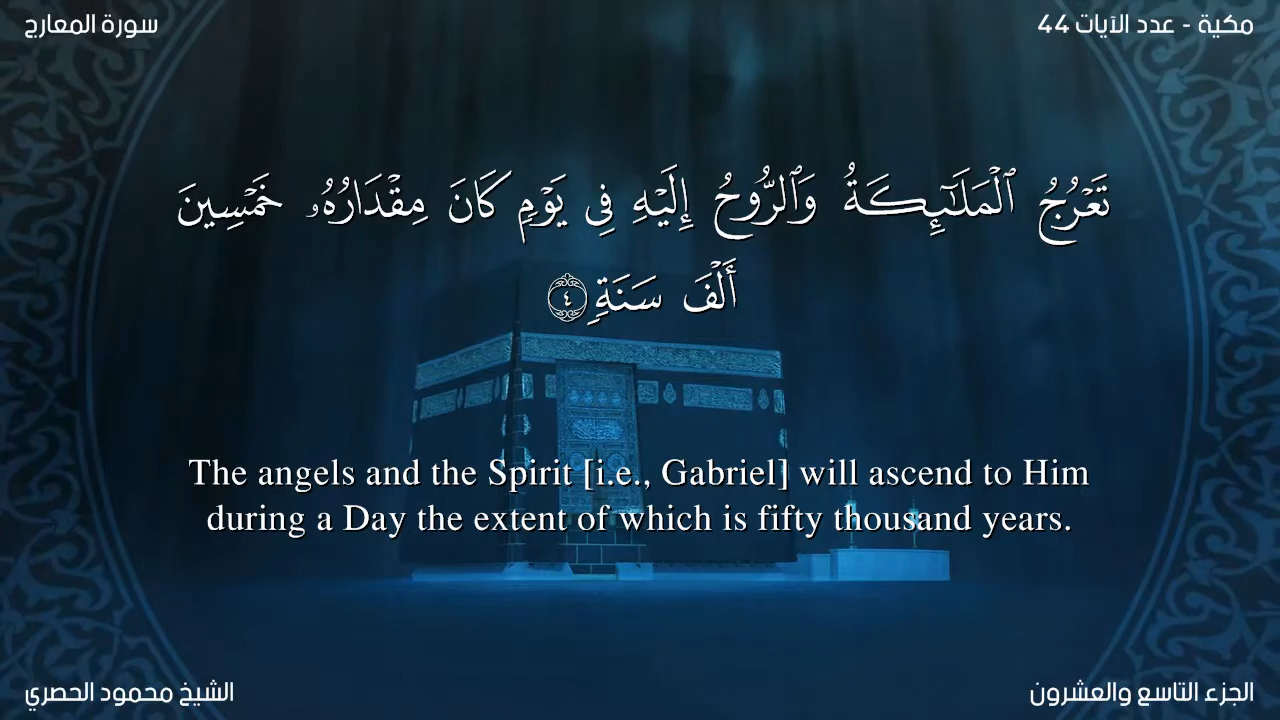 مكية - عدد الآيات 44
سورة المعارج
تَعْرُجُ ٱلْمَلَـٰٓئِكَةُ وَٱلرُّوحُ إِلَيْهِ فِى يَوْمٍ كَانَ مِقْدَارُهُۥ خَمْسِينَ
أَلْفَ سَنَةٍ ٤
The angels and the Spirit [i.e., Gabriel] will ascend to Him
during a Day the extent of which is fifty thousand years.
الجزء التاسع والعشرون
الشيخ محمود الحصري